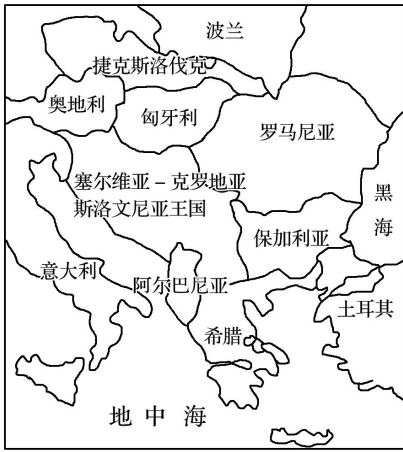 波兰
捷克斯洛伐克
奥地利
匈牙利
罗马尼亚
塞尔维亚－克罗地亚
斯洛文尼亚王国
黑海
保加利亚
意大利
阿尔巴尼亚
土耳其
希腊
地中海